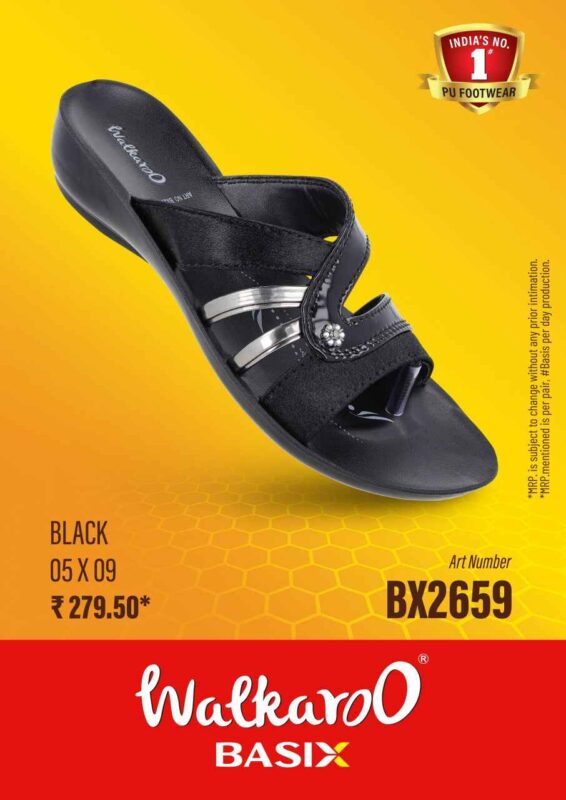 INDIA'S NO.
1#
PU FOOTWEAR
WalkaroO
*MRP. is subject to change without any prior intimation.
*MRP.mentioned is per pair, #Basis per day production.
BLACK
05 X 09
₹ 279.50*
Art Number
BX2659
WalkaroO®
BASIX